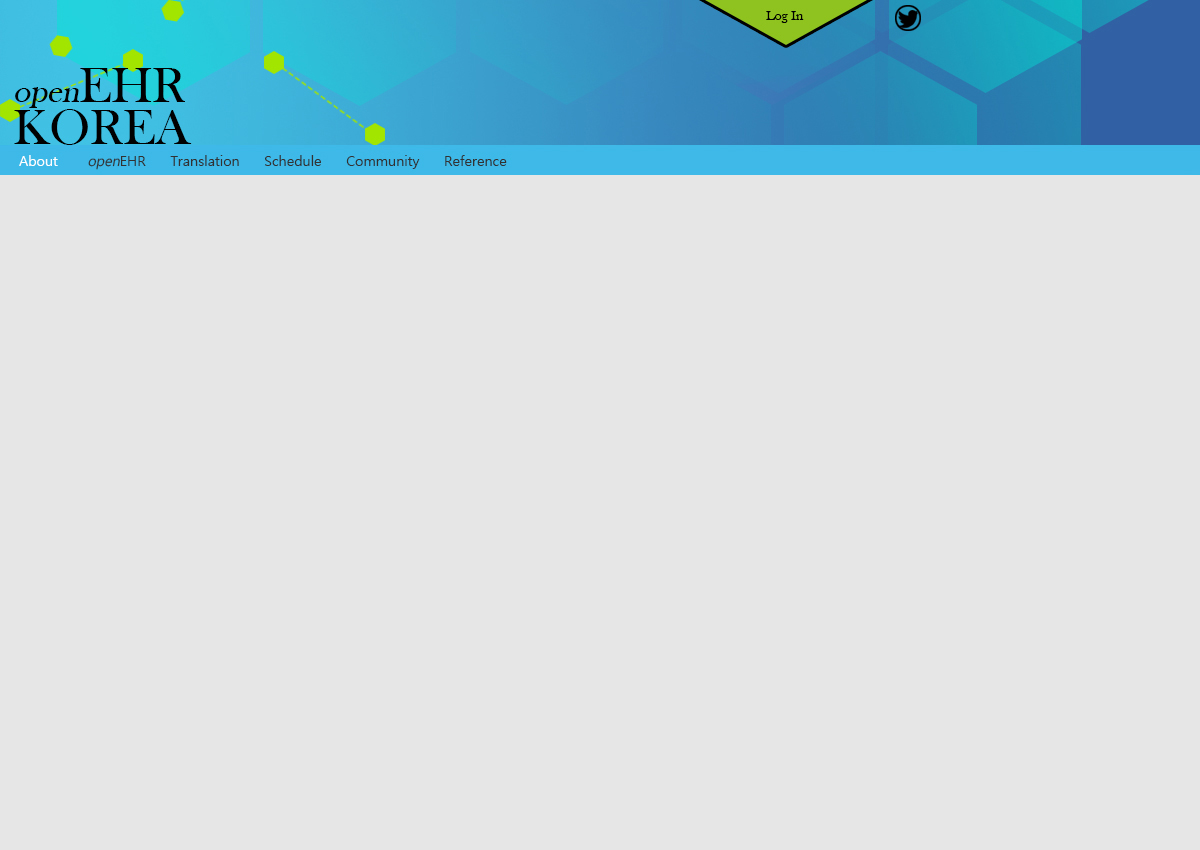 Log In
openEHR
KOREA
About openEHR Translation Schedule Community Reference